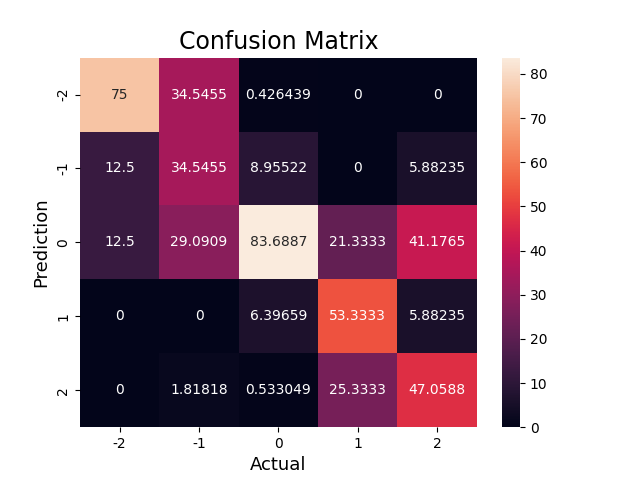 Confusion Matrix
-2 75 34.5455 0.426439 0 0
-1 12.5 34.5455 8.95522 0 5.88235
0 12.5 29.0909 83.6887 21.3333 41.1765
1 0 0 6.39659 53.3333 5.88235
2 0 1.81818 0.533049 25.3333 47.0588
-2 -1 0 1 2
Prediction
Actual
80
70
60
50
40
30
20
10
0